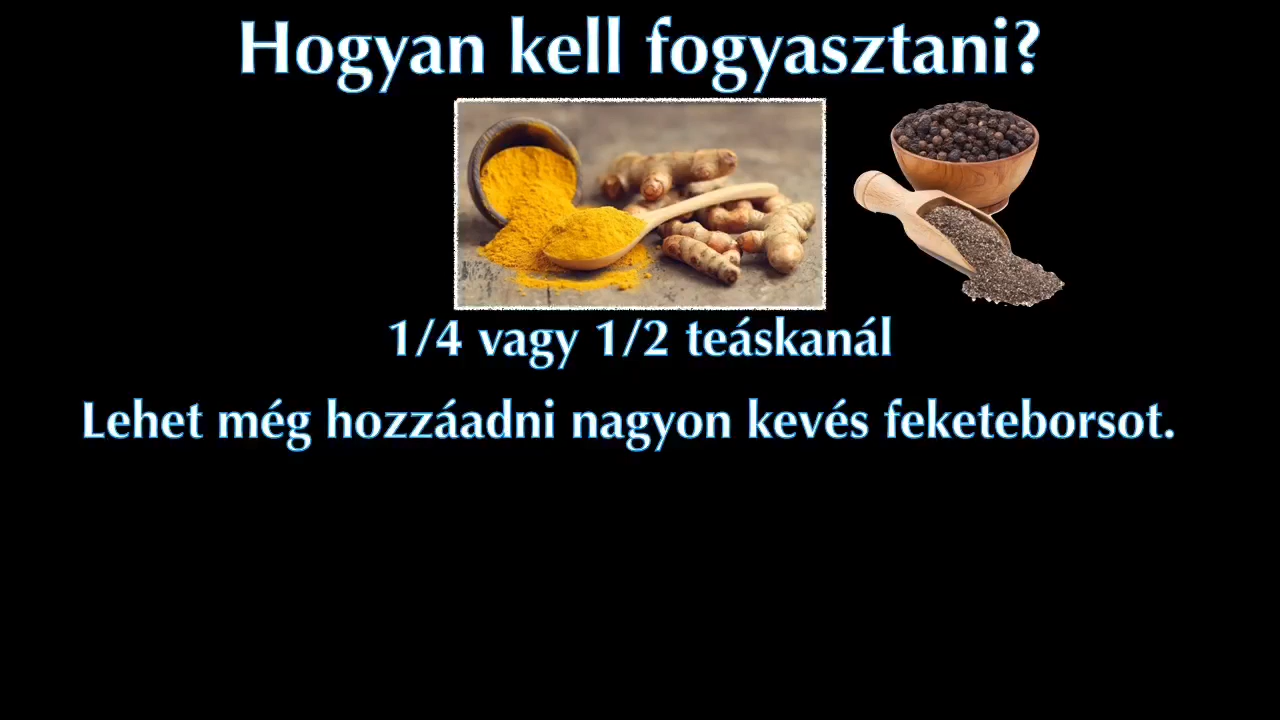 Hogyan kell fogyasztani?
1/4 vagy 1/2 teáskanál
Lehet még hozzáadni nagyon kevés feketeborsot.